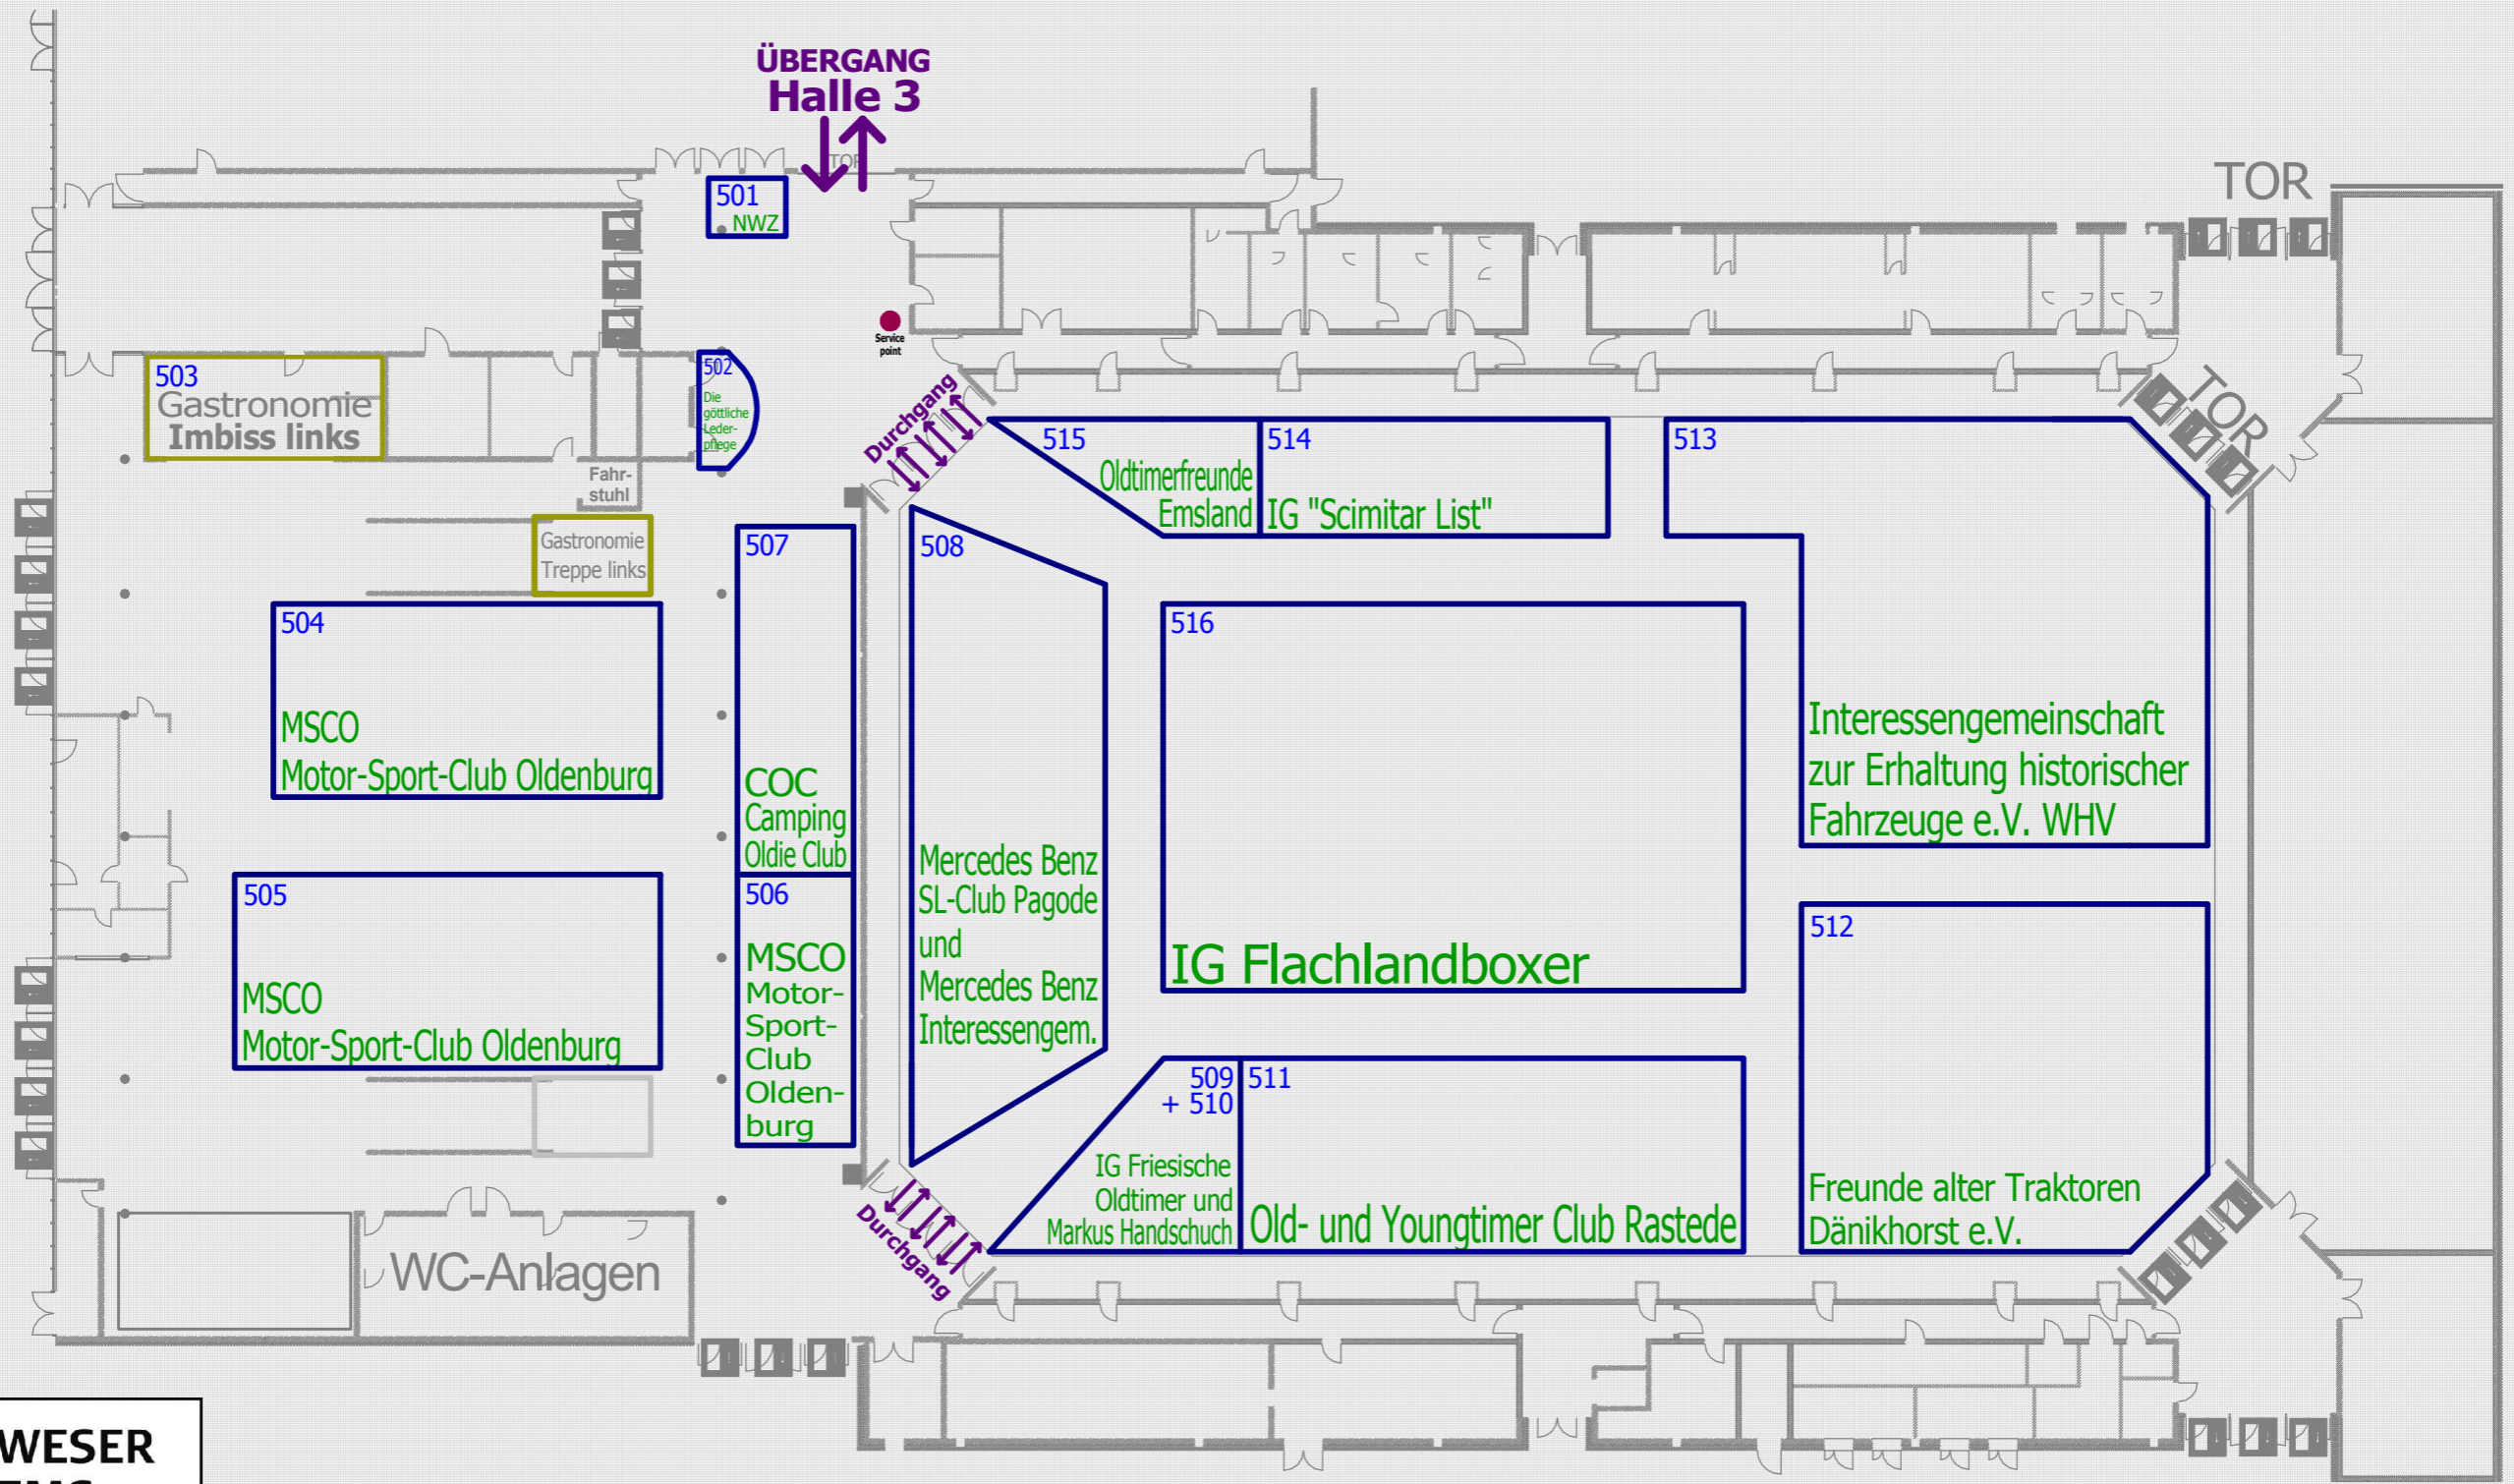 ÜBERGANG
Halle 3
TOR
501
NWZ
TOR
Service
point
503
Gastronomie
Imbiss links
502
Die
göttliche
Leder-
pflege
Fahr-
stuhl
Gastronomie
Treppe links
Durchgang
515
Oldtimerfreunde
Emsland
514
IG "Scimitar List"
513
Interessengemeinschaft
zur Erhaltung historischer
Fahrzeuge e.V. WHV
TOR
504
MSCO
Motor-Sport-Club Oldenburg
507
COC
Camping
Oldie Club
508
Mercedes Benz
SL-Club Pagode
und
Mercedes Benz
Interessengem.
516
IG Flachlandboxer
505
MSCO
Motor-Sport-Club Oldenburg
506
MSCO
Motor-
Sport-
Club
Olden-
burg
512
Freunde alter Traktoren
Dänikhorst e.V.
509
+ 510
IG Friesische
Oldtimer und
Markus Handschuch
511
Old- und Youngtimer Club Rastede
Durchgang
WC-Anlagen
WESER